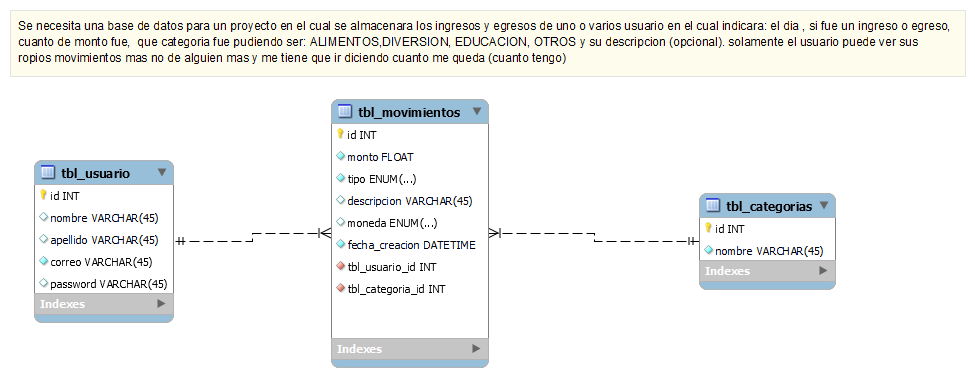 Se necesita una base de datos para un proyecto en el cual se almacenara los ingresos y egresos de uno o varios usuario en el cual indicara: el dia , si fue un ingreso o egreso,
cuanto de monto fue,  que categoria fue pudiendo ser: ALIMENTOS,DIVERSION, EDUCACION, OTROS y su descripcion (opcional). solamente el usuario puede ver sus
ropios movimientos mas no de alguien mas y me tiene que ir diciendo cuanto me queda (cuanto tengo)
tbl_usuario
id INT
nombre VARCHAR(45)
apellido VARCHAR(45)
correo VARCHAR(45)
password VARCHAR(45)
Indexes
tbl_movimientos
id INT
monto FLOAT
tipo ENUM(...)
descripcion VARCHAR(45)
moneda ENUM(...)
fecha_creacion DATETIME
tbl_usuario_id INT
tbl_categoria_id INT
Indexes
tbl_categorias
id INT
nombre VARCHAR(45)
Indexes